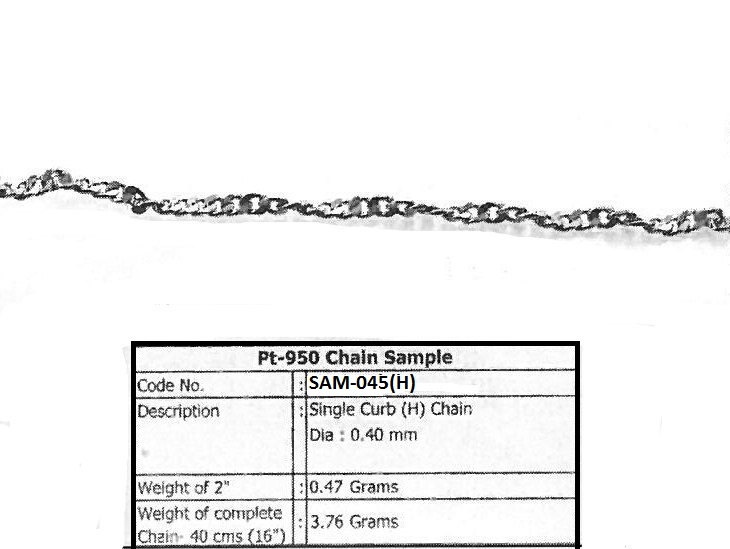 Pt-950 Chain Sample
Code No. : SAM-045(H)
Description : Single Curb (H) Chain
Dia : 0.40 mm
Weight of 2" : 0.47 Grams
Weight of complete
Chain- 40 cms (16") : 3.76 Grams